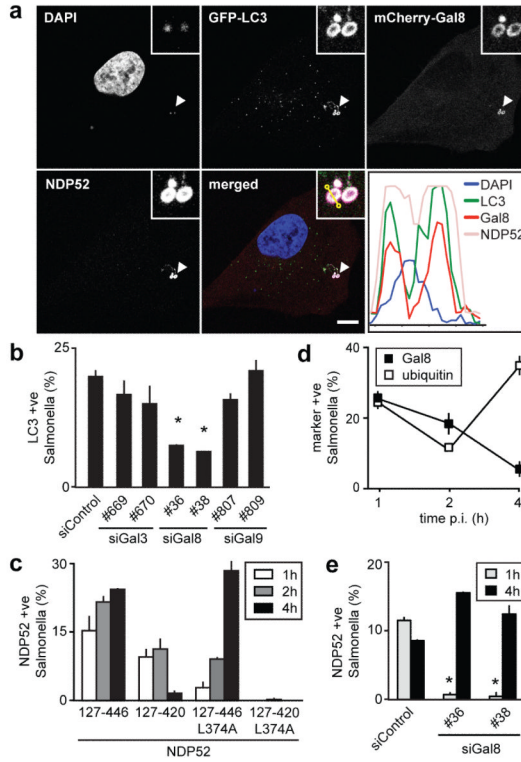 a
DAPI
GFP-LC3
mCherry-Gal8
NDP52
merged
DAPI
LC3
Gal8
NDP52
b
LC3 +ve
Salmonella (%)
20
0
* *
siControl
#669 #670 #36 #38 #807 #809
siGal3 siGal8 siGal9
d
marker +ve
Salmonella (%)
40
20
0
Gal8
ubiquitin
1 2 4
time p.i. (h)
c
NDP52 +ve
Salmonella (%)
30
15
0
1h
2h
4h
127-446 127-420 127-446 127-420
L374A L374A
NDP52
e
NDP52 +ve
Salmonella (%)
20
10
0
1h
4h
* *
siControl #36 #38
siGal8